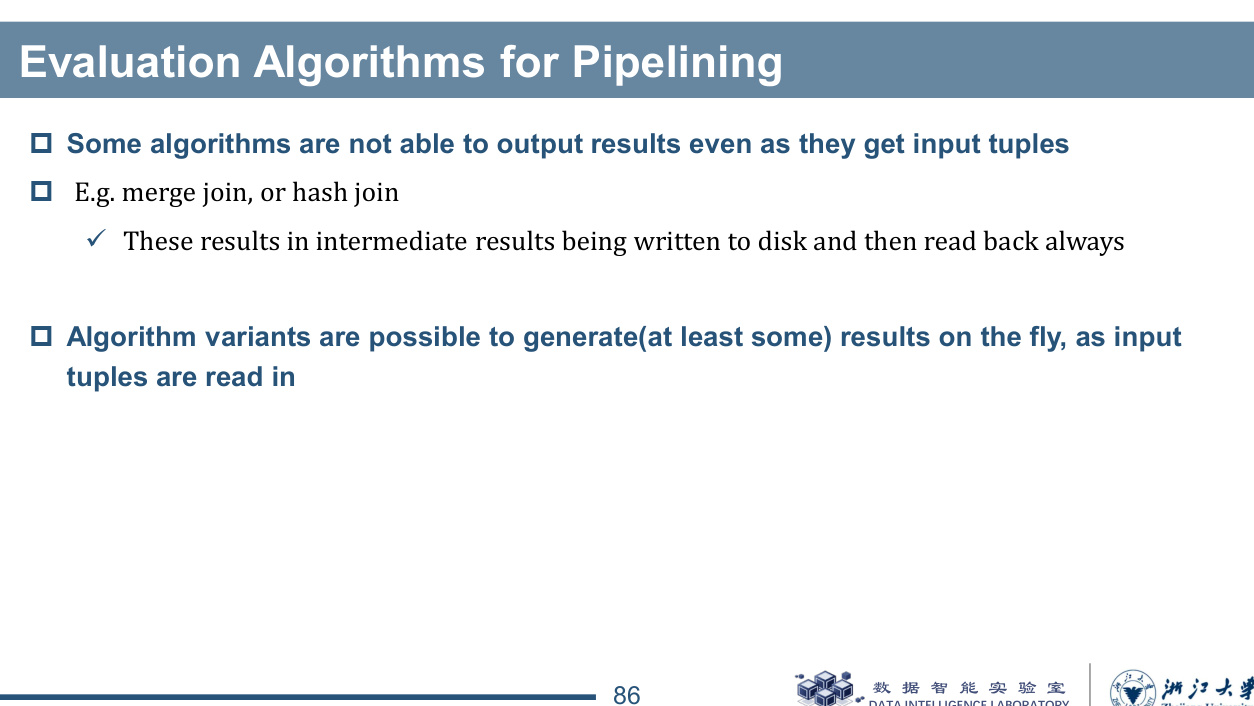 Evaluation Algorithms for Pipelining
Some algorithms are not able to output results even as they get input tuples
E.g. merge join, or hash join
These results in intermediate results being written to disk and then read back always
Algorithm variants are possible to generate(at least some) results on the fly, as input
tuples are read in
86
数据智能实验室
DATA INTELLIGENCE LABORATORY
浙江大学